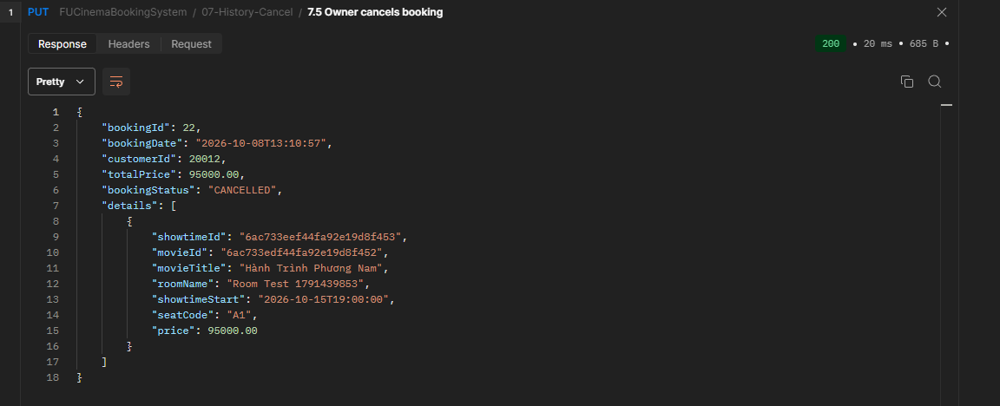 1 PUT FUCinemaBookingSystem / 07-History-Cancel / 7.5 Owner cancels booking
Response Headers Request 200 • 20 ms • 685 B •
Pretty
1 {
2 "bookingId": 22,
3 "bookingDate": "2026-10-08T13:10:57",
4 "customerId": 20012,
5 "totalPrice": 95000.00,
6 "bookingStatus": "CANCELLED",
7 "details": [
8 {
9 "showtimeId": "6ac733eef44fa92e19d8f453",
10 "movieId": "6ac733edf44fa92e19d8f452",
11 "movieTitle": "Hành Trình Phương Nam",
12 "roomName": "Room Test 1791439853",
13 "showtimeStart": "2026-10-15T19:00:00",
14 "seatCode": "A1",
15 "price": 95000.00
16 }
17 ]
18 }